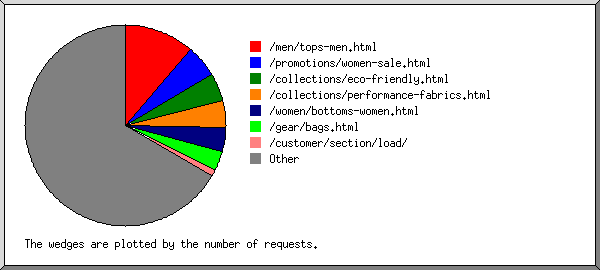 /men/tops-men.html
/promotions/women-sale.html
/collections/eco-friendly.html
/collections/performance-fabrics.html
/women/bottoms-women.html
/gear/bags.html
/customer/section/load/
Other
The wedges are plotted by the number of requests.